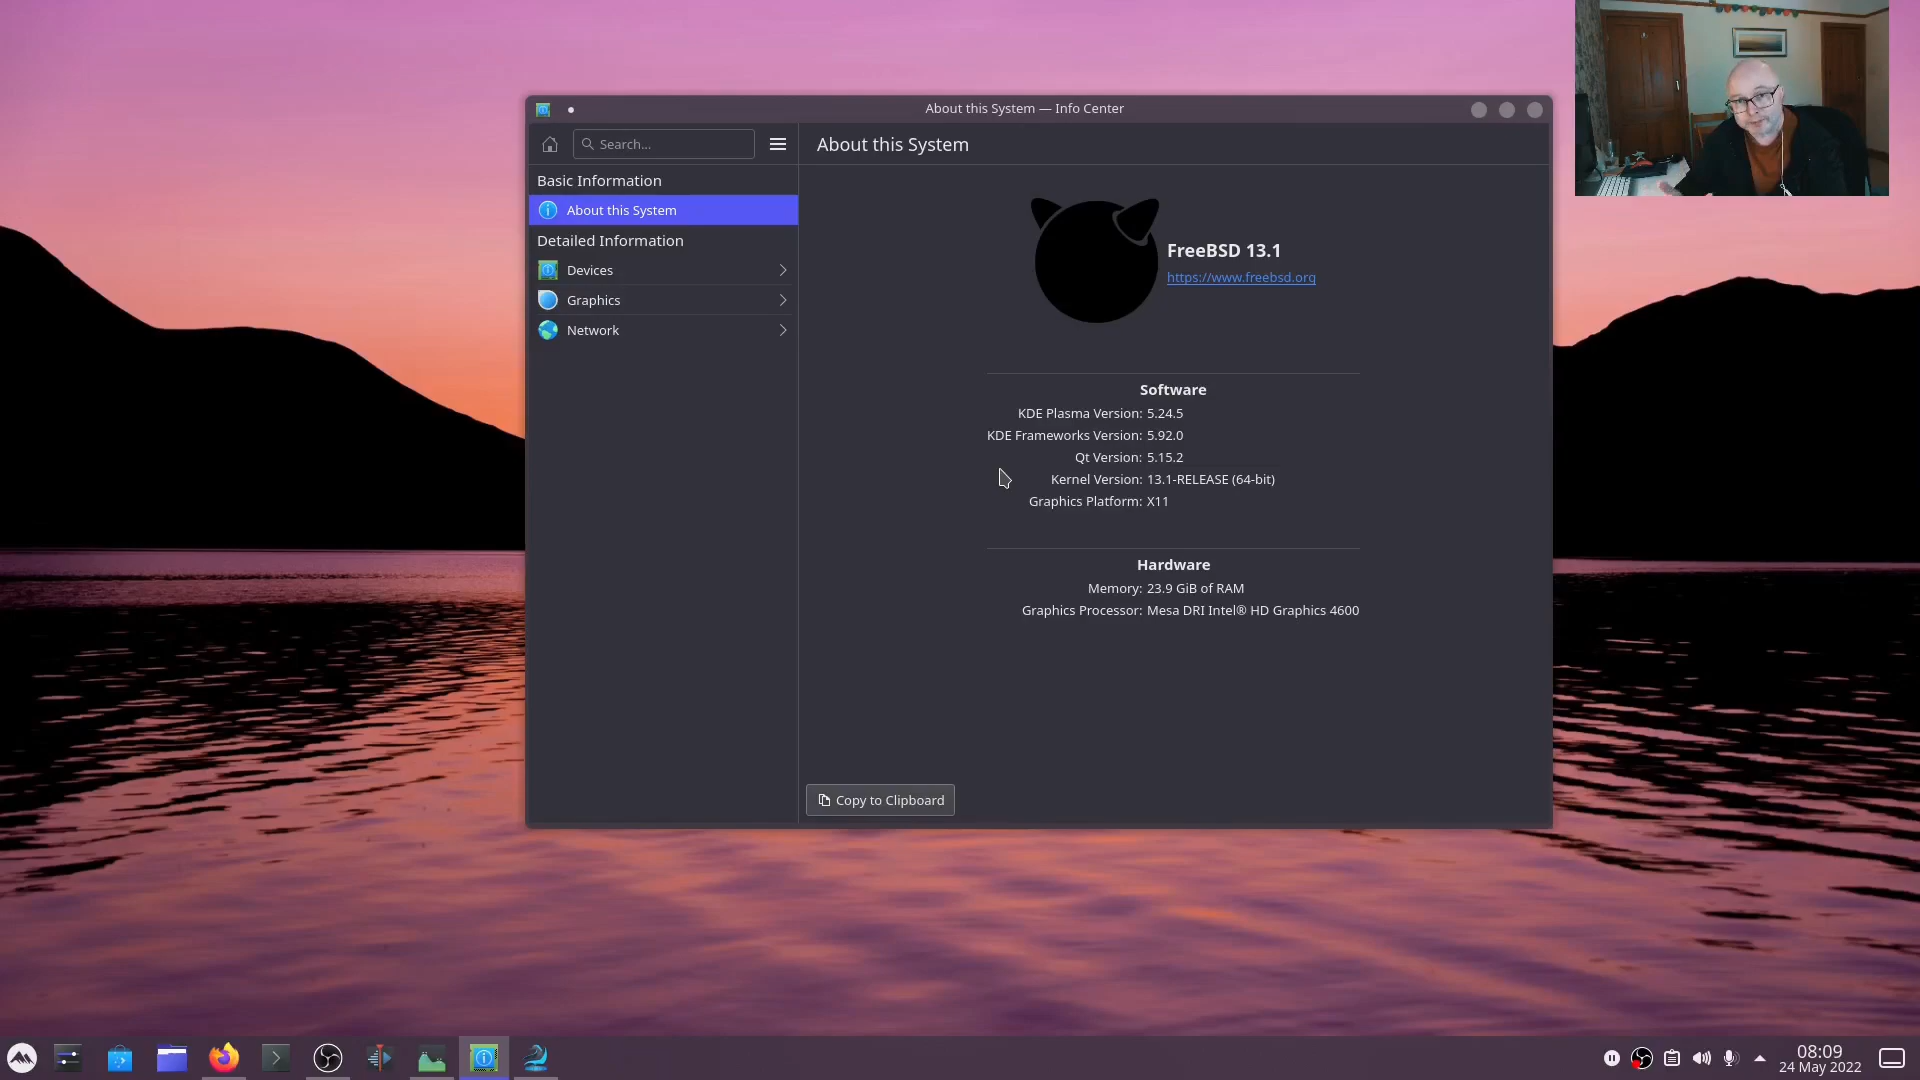 About this System — Info Center
Search...
About this System
Basic Information
About this System
Detailed Information
Devices
Graphics
Network
FreeBSD 13.1
https://www.freebsd.org
Software
KDE Plasma Version: 5.24.5
KDE Frameworks Version: 5.92.0
Qt Version: 5.15.2
Kernel Version: 13.1-RELEASE (64-bit)
Graphics Platform: X11
Hardware
Memory: 23.9 GiB of RAM
Graphics Processor: Mesa DRI Intel® HD Graphics 4600
Copy to Clipboard
08:09
24 May 2022